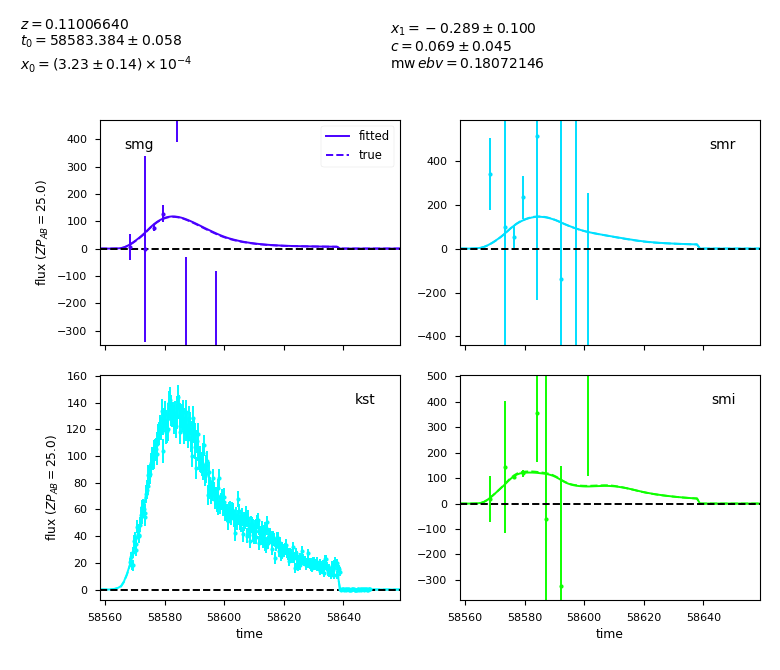 z = 0.11006640
t₀ = 58583.384 ± 0.058
x₀ = (3.23 ± 0.14) × 10⁻⁴
x₁ = −0.289 ± 0.100
c = 0.069 ± 0.045
mw ebv = 0.18072146
smg
fitted
true
400
300
200
100
0
−100
−200
−300
flux (ZP_AB = 25.0)
smr
400
200
0
−200
−400
kst
160
140
120
100
80
60
40
20
0
flux (ZP_AB = 25.0)
58560 58580 58600 58620 58640
time
smi
500
400
300
200
100
0
−100
−200
−300
58560 58580 58600 58620 58640
time